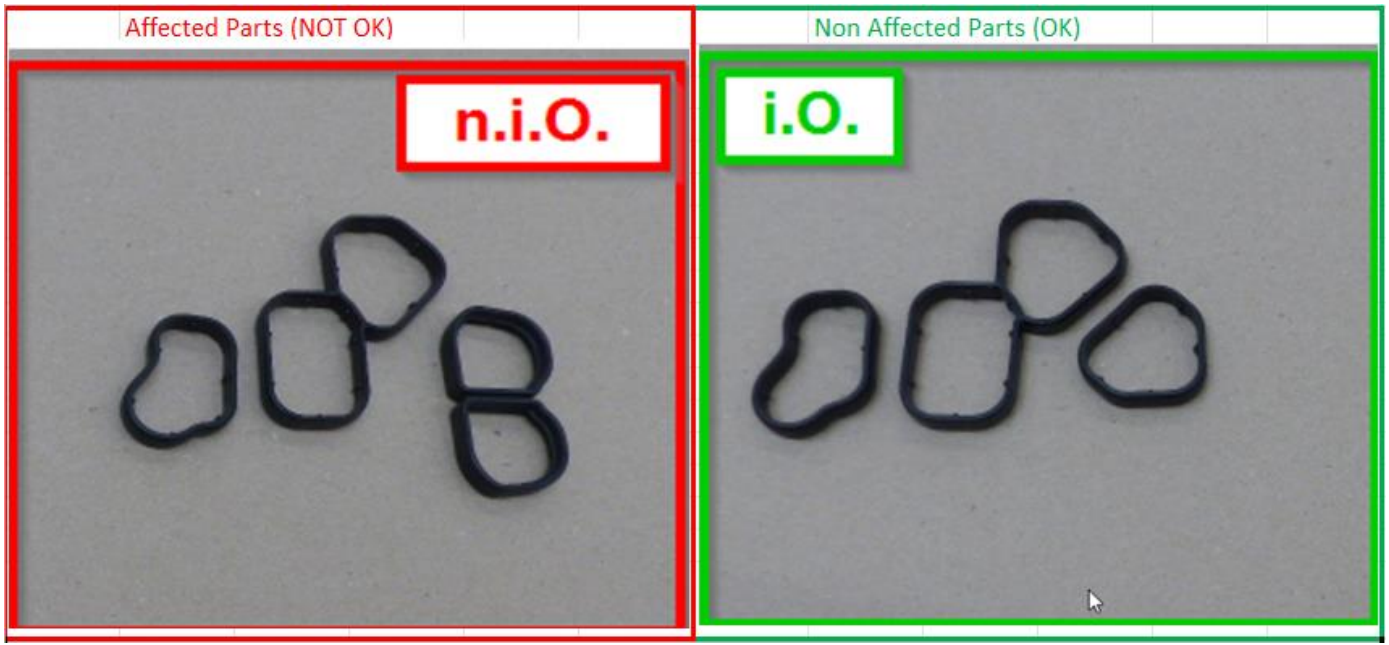 Affected Parts (NOT OK)
Non Affected Parts (OK)
n.i.O.
i.O.